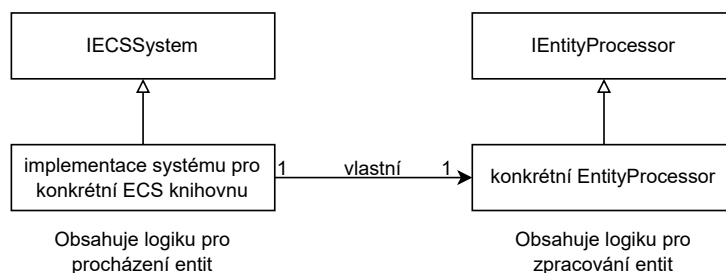 IECSSystem
IEntityProcessor
implementace systému pro
konkrétní ECS knihovnu
1
vlastní
1
konkrétní EntityProcessor
Obsahuje logiku pro
procházení entit
Obsahuje logiku pro
zpracování entit